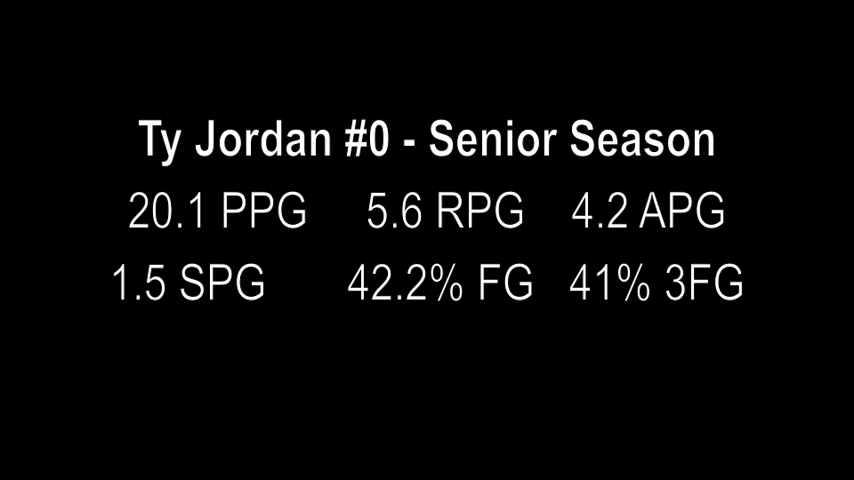 Ty Jordan #0 - Senior Season
20.1 PPG 5.6 RPG 4.2 APG
1.5 SPG 42.2% FG 41% 3FG